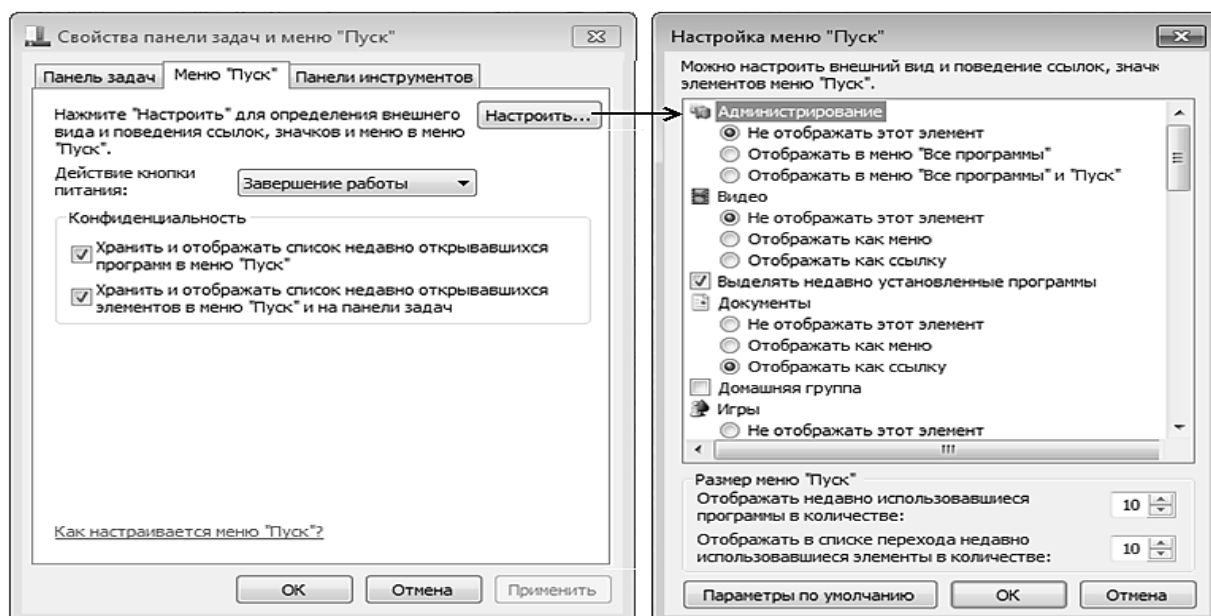 Свойства панели задач и меню "Пуск"
Панель задач Меню "Пуск" Панели инструментов
Нажмите "Настроить" для определения внешнего
вида и поведения ссылок, значков и меню в меню
"Пуск".
Настроить...
Действие кнопки
питания:
Завершение работы
Конфиденциальность
Хранить и отображать список недавно открывавшихся
программ в меню "Пуск"
Хранить и отображать список недавно открывавшихся
элементов в меню "Пуск" и на панели задач
Как настраивается меню "Пуск"?
ОК Отмена Применить
Настройка меню "Пуск"
Можно настроить внешний вид и поведение ссылок, значк
элементов меню "Пуск".
Администрирование
Не отображать этот элемент
Отображать в меню "Все программы"
Отображать в меню "Все программы" и "Пуск"
Видео
Не отображать этот элемент
Отображать как меню
Отображать как ссылку
Выделять недавно установленные программы
Документы
Не отображать этот элемент
Отображать как меню
Отображать как ссылку
Домашняя группа
Игры
Не отображать этот элемент
Размер меню "Пуск"
Отображать недавно использовавшиеся
программы в количестве:
10
Отображать в списке перехода недавно
использовавшиеся элементы в количестве:
10
Параметры по умолчанию ОК Отмена